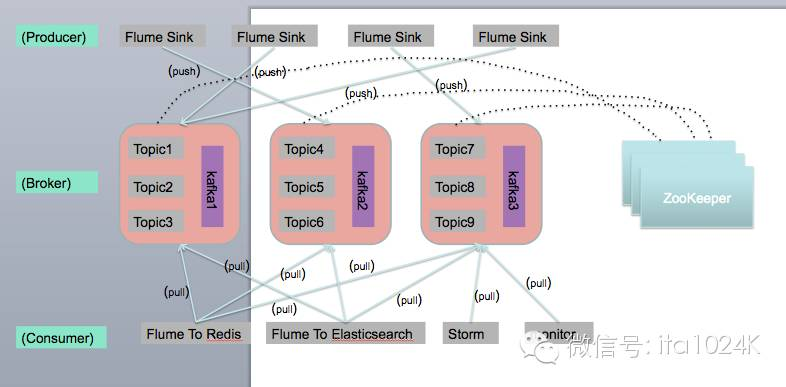 (Producer)
Flume Sink
Flume Sink
Flume Sink
Flume Sink
(push)
(push)
(push)
(Broker)
Topic1
Topic2
Topic3
kafka1
Topic4
Topic5
Topic6
kafka2
Topic7
Topic8
Topic9
kafka3
ZooKeeper
(pull)
(pull)
(pull)
(pull)
(pull)
(pull)
(pull)
(pull)
(Consumer)
Flume To Redis
Flume To Elasticsearch
Storm
微信号: ita1024K